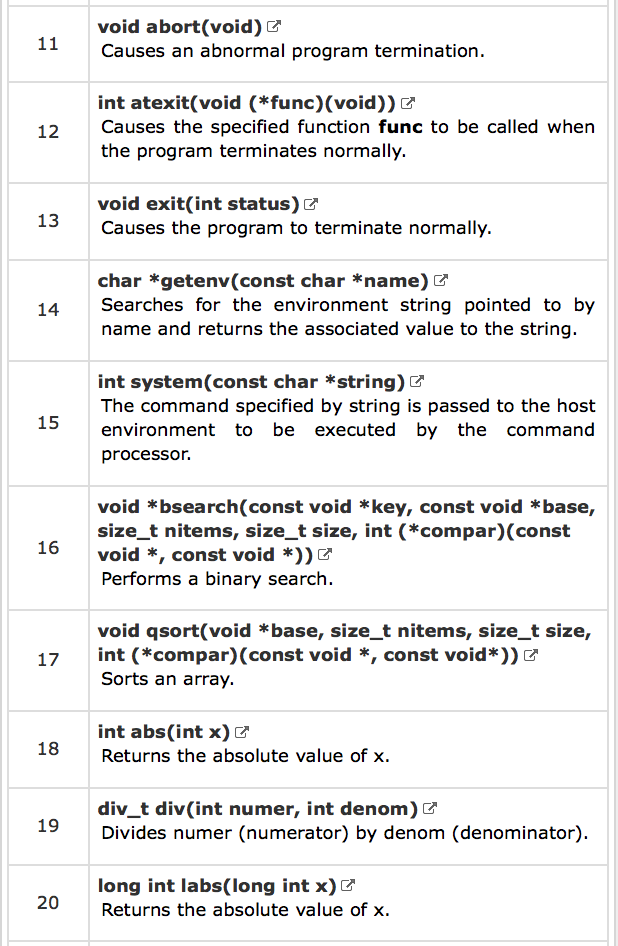 11
void abort(void)
Causes an abnormal program termination.
12
int atexit(void (*func)(void))
Causes the specified function func to be called when
the program terminates normally.
13
void exit(int status)
Causes the program to terminate normally.
14
char *getenv(const char *name)
Searches for the environment string pointed to by
name and returns the associated value to the string.
15
int system(const char *string)
The command specified by string is passed to the host
environment to be executed by the command
processor.
16
void *bsearch(const void *key, const void *base,
size_t nitems, size_t size, int (*compar)(const
void *, const void *))
Performs a binary search.
17
void qsort(void *base, size_t nitems, size_t size,
int (*compar)(const void *, const void*))
Sorts an array.
18
int abs(int x)
Returns the absolute value of x.
19
div_t div(int numer, int denom)
Divides numer (numerator) by denom (denominator).
20
long int labs(long int x)
Returns the absolute value of x.